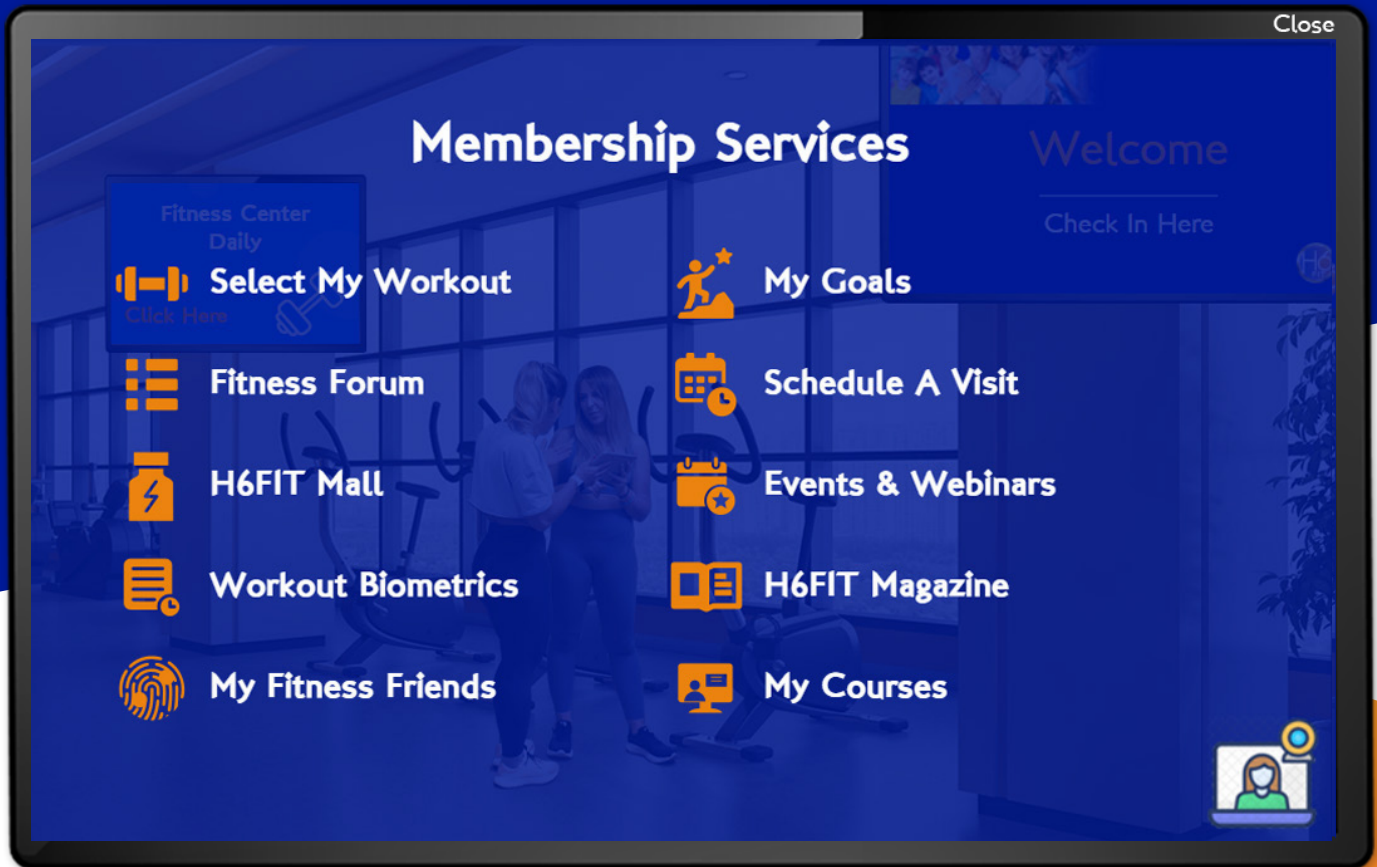 Close
Membership Services
Welcome
Check In Here
Fitness Center
Daily
Click Here
H6
Select My Workout
Fitness Forum
H6FIT Mall
Workout Biometrics
My Fitness Friends
My Goals
Schedule A Visit
Events & Webinars
H6FIT Magazine
My Courses